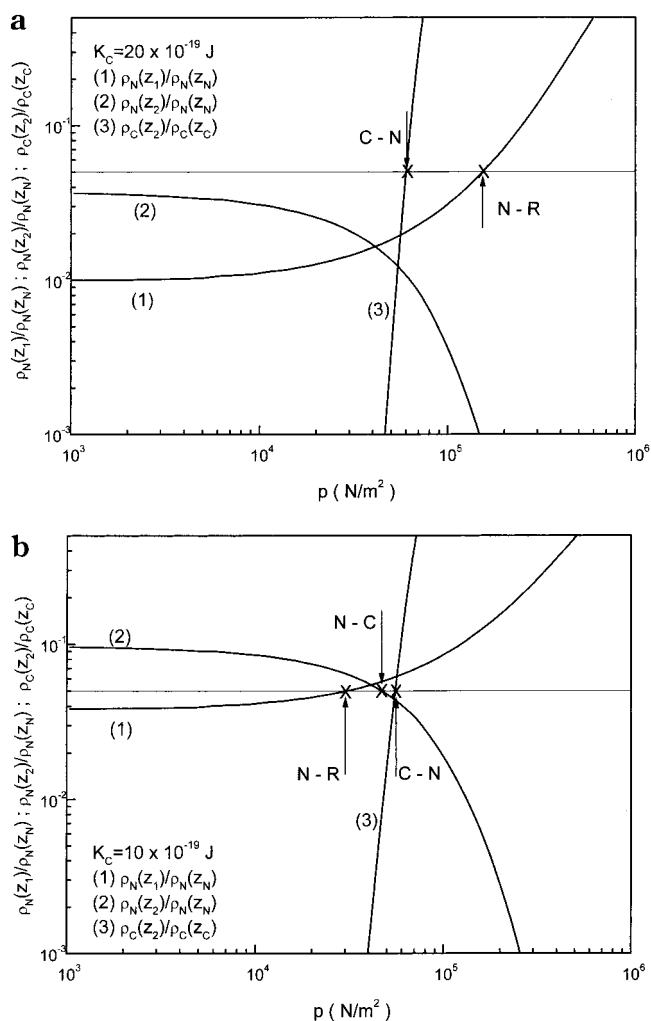 a
K_C=20 x 10^-19 J
(1) ρ_N(z_1)/ρ_N(z_N)
(2) ρ_N(z_2)/ρ_N(z_N)
(3) ρ_C(z_2)/ρ_C(z_C)
C - N
N - R
(2)
(1)
(3)
ρ_N(z_1)/ρ_N(z_N) ; ρ_N(z_2)/ρ_N(z_N) ; ρ_C(z_2)/ρ_C(z_C)
10^-1
10^-2
10^-3
10^3 10^4 10^5 10^6
p ( N/m^2 )
b
(2)
(1)
N - C
N - R
C - N
(3)
K_C=10 x 10^-19 J
(1) ρ_N(z_1)/ρ_N(z_N)
(2) ρ_N(z_2)/ρ_N(z_N)
(3) ρ_C(z_2)/ρ_C(z_C)
ρ_N(z_1)/ρ_N(z_N) ; ρ_N(z_2)/ρ_N(z_N) ; ρ_C(z_2)/ρ_C(z_C)
10^-1
10^-2
10^-3
10^3 10^4 10^5 10^6
p ( N/m^2 )